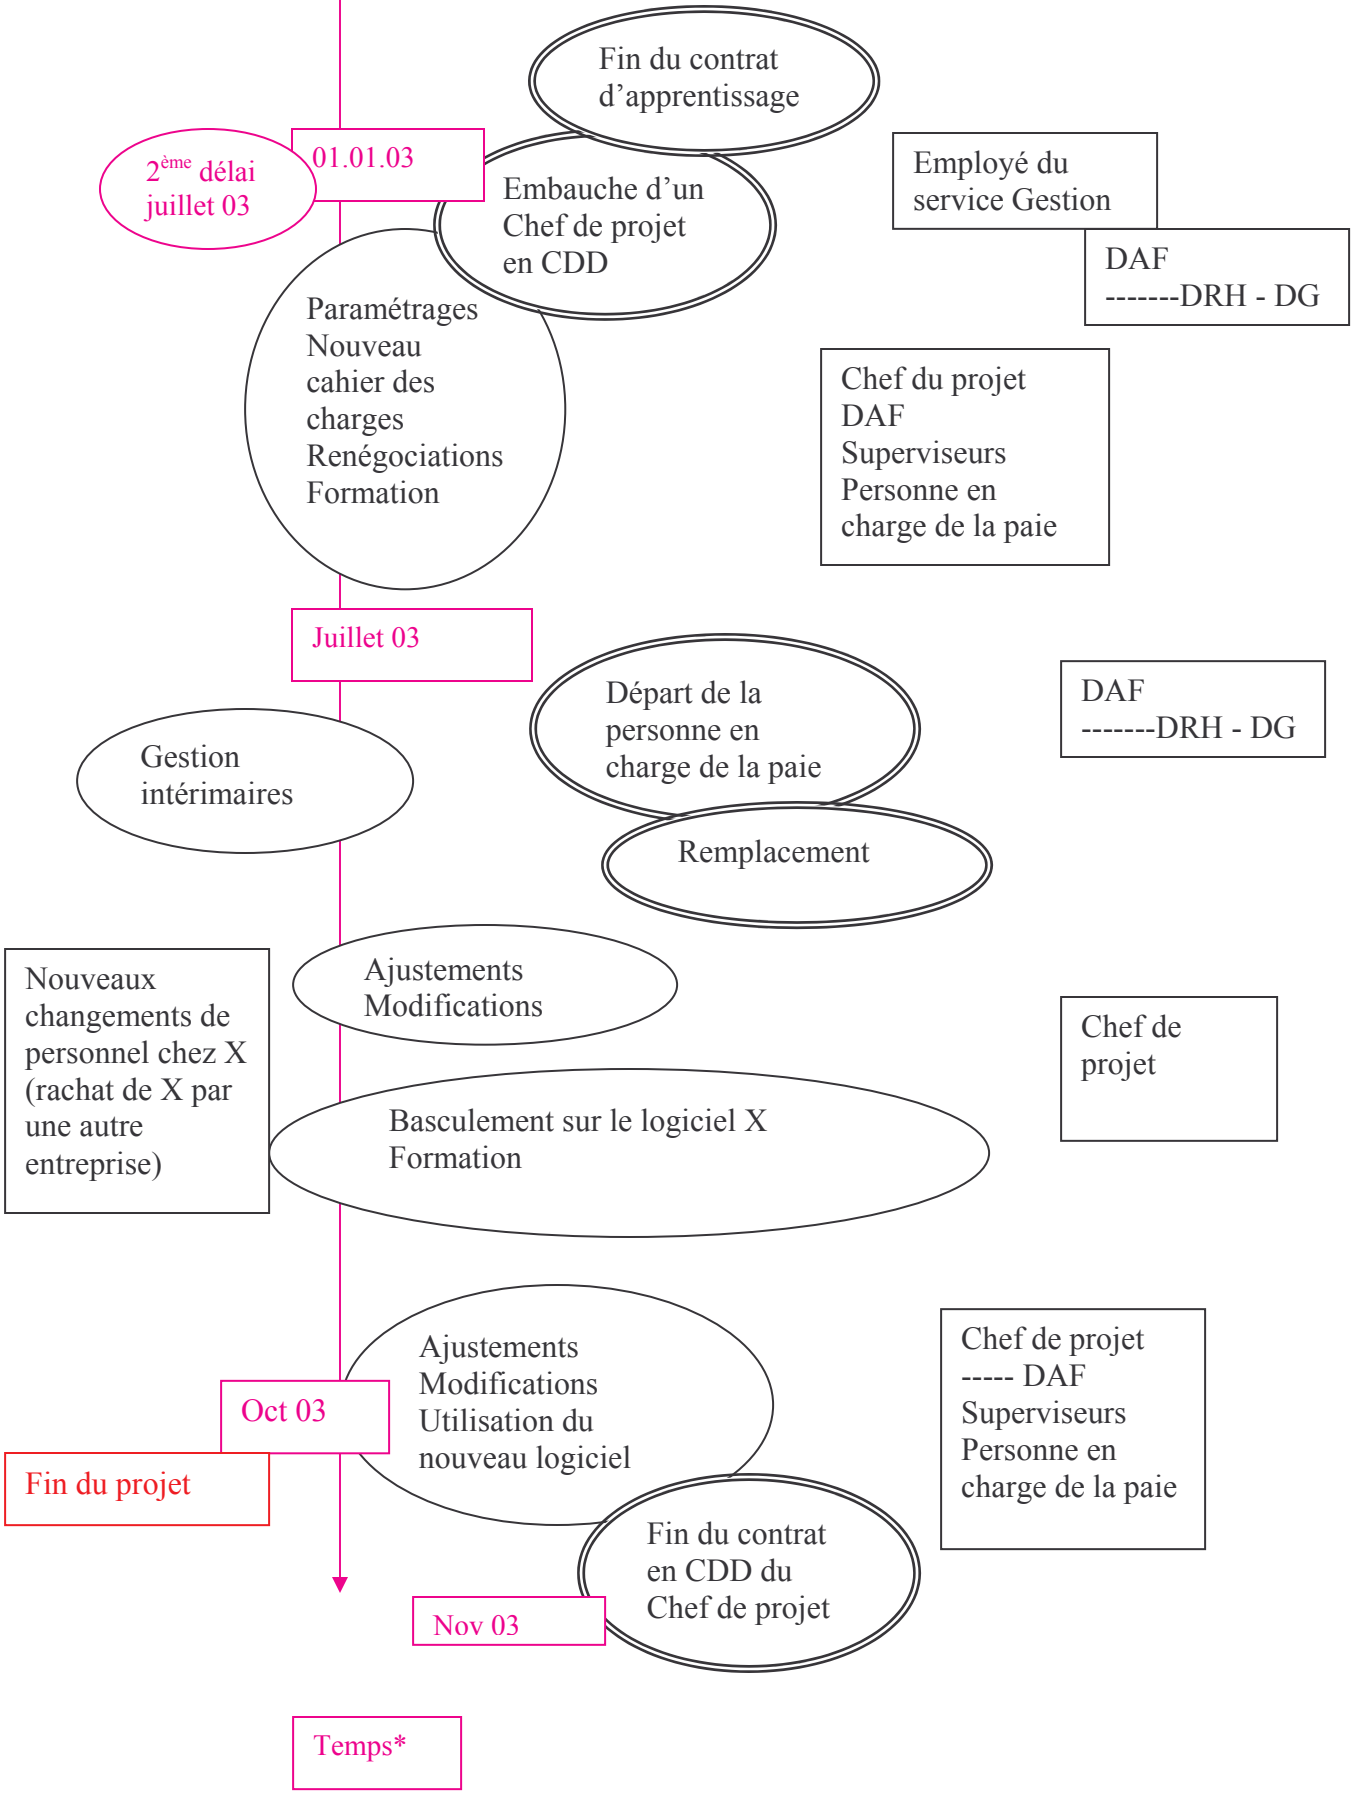 Fin du contrat
d’apprentissage
2ème délai
juillet 03
01.01.03
Embauche d’un
Chef de projet
en CDD
Employé du
service Gestion
DAF
-------DRH - DG
Paramétrages
Nouveau
cahier des
charges
Renégociations
Formation
Chef du projet
DAF
Superviseurs
Personne en
charge de la paie
Juillet 03
Départ de la
personne en
charge de la paie
DAF
-------DRH - DG
Gestion
intérimaires
Remplacement
Nouveaux
changements de
personnel chez X
(rachat de X par
une autre
entreprise)
Ajustements
Modifications
Chef de
projet
Basculement sur le logiciel X
Formation
Ajustements
Modifications
Utilisation du
nouveau logiciel
Chef de projet
----- DAF
Superviseurs
Personne en
charge de la paie
Oct 03
Fin du projet
Fin du contrat
en CDD du
Chef de projet
Nov 03
Temps*